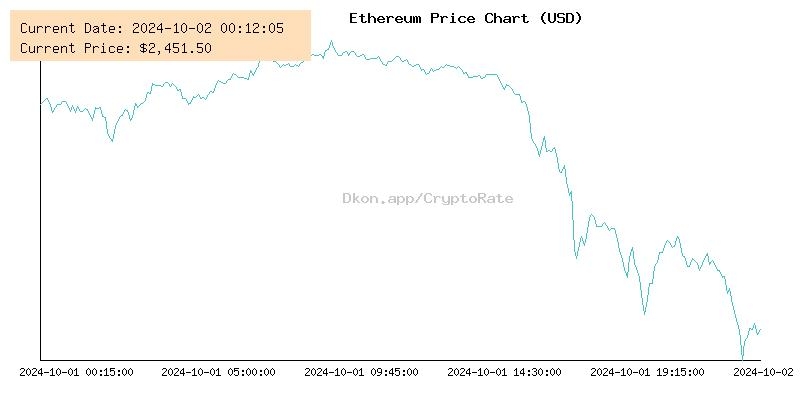 Ethereum Price Chart (USD)
Current Date: 2024-10-02 00:12:05
Current Price: $2,451.50
Dkon.app/CryptoRate
2024-10-01 00:15:00 2024-10-01 05:00:00 2024-10-01 09:45:00 2024-10-01 14:30:00 2024-10-01 19:15:00 2024-10-02